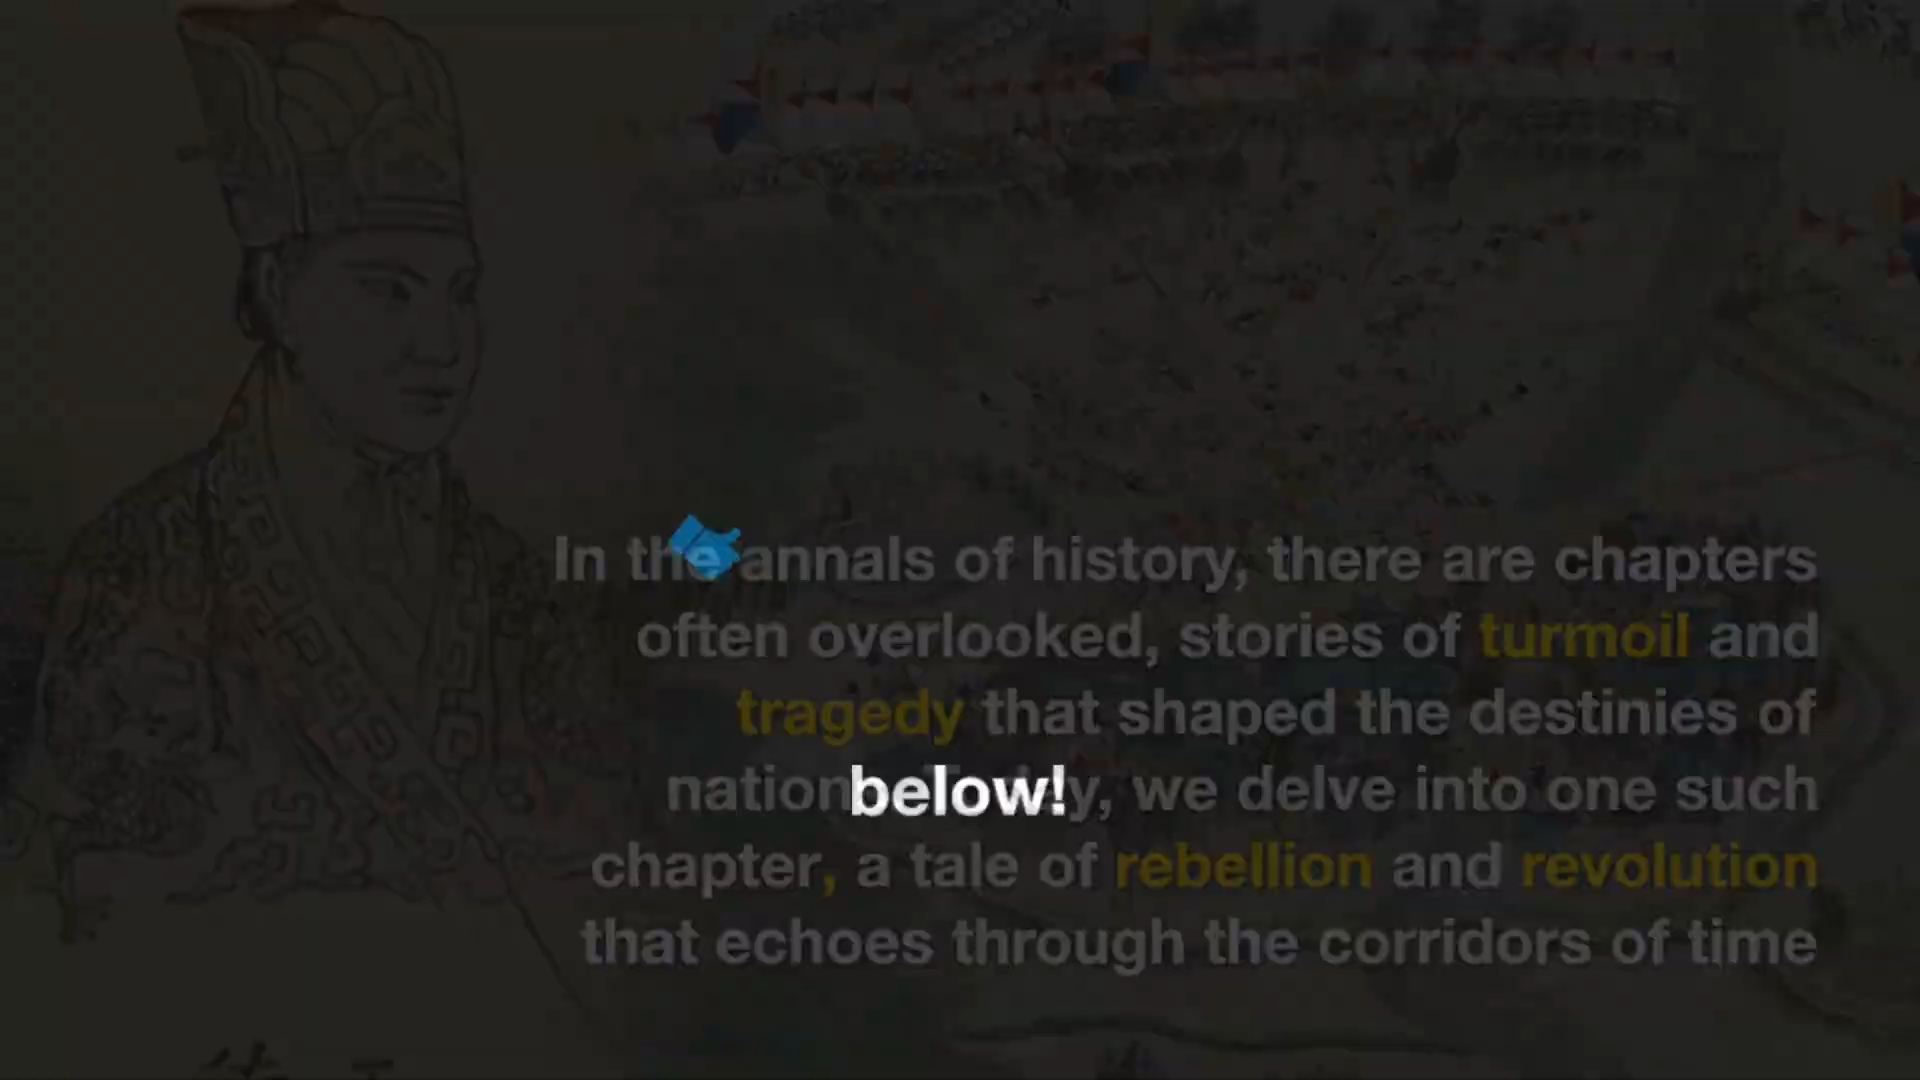 In the annals of history, there are chapters
often overlooked, stories of turmoil and
tragedy that shaped the destinies of
nation y, we delve into one such
below!
chapter, a tale of rebellion and revolution
that echoes through the corridors of time